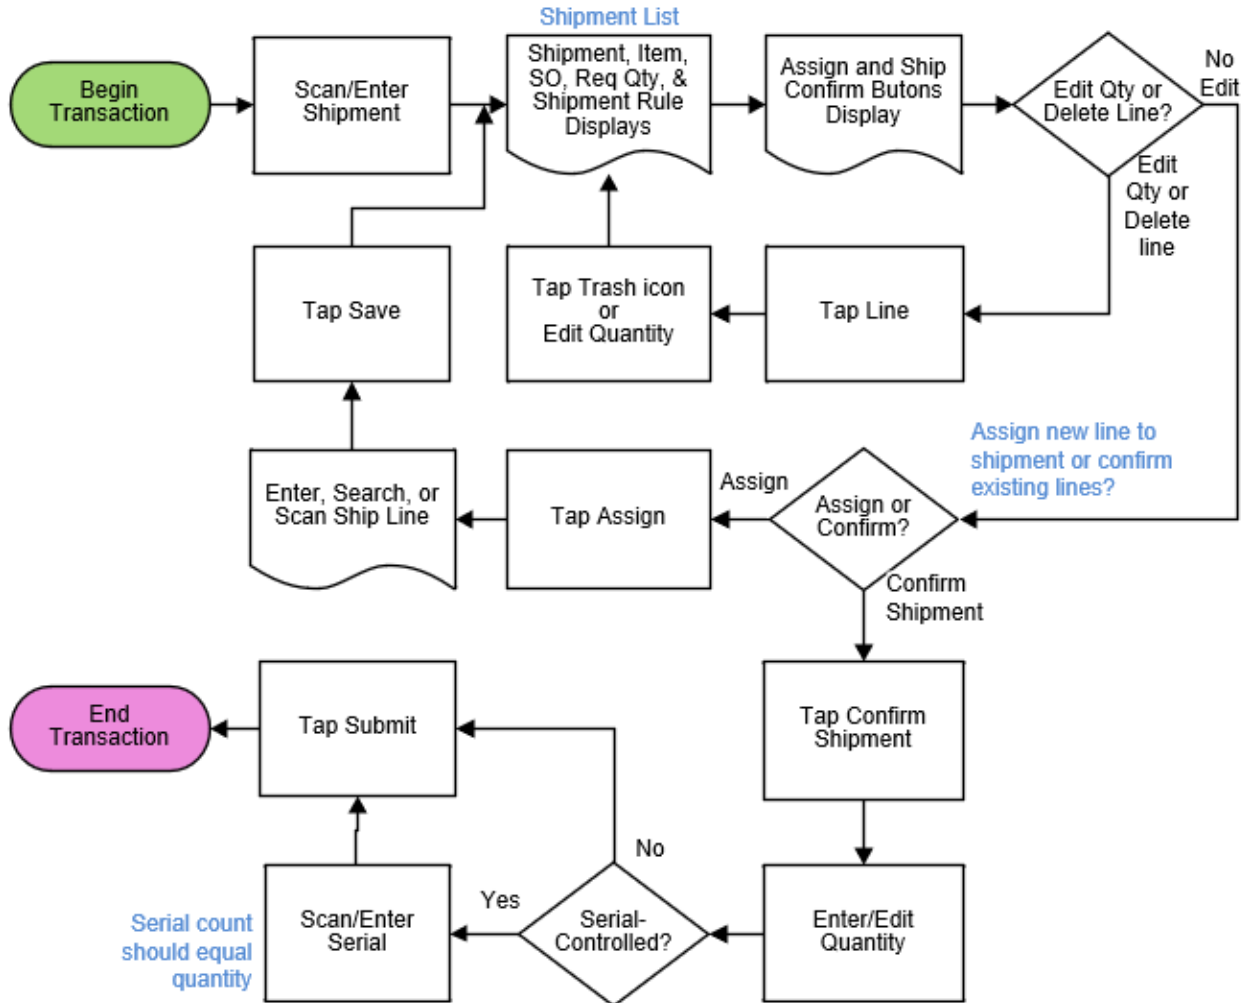 Shipment List
Begin
Transaction
Scan/Enter
Shipment
Shipment, Item,
SO, Req Qty, &
Shipment Rule
Displays
Assign and Ship
Confirm Butons
Display
Edit Qty or
Delete Line?
No
Edit
Edit
Qty or
Delete
line
Tap Save
Tap Trash icon
or
Edit Quantity
Tap Line
Assign new line to
shipment or confirm
existing lines?
Enter, Search, or
Scan Ship Line
Tap Assign
Assign
Assign or
Confirm?
Confirm
Shipment
End
Transaction
Tap Submit
Tap Confirm
Shipment
No
Yes
Serial count
should equal
quantity
Scan/Enter
Serial
Serial-
Controlled?
Enter/Edit
Quantity